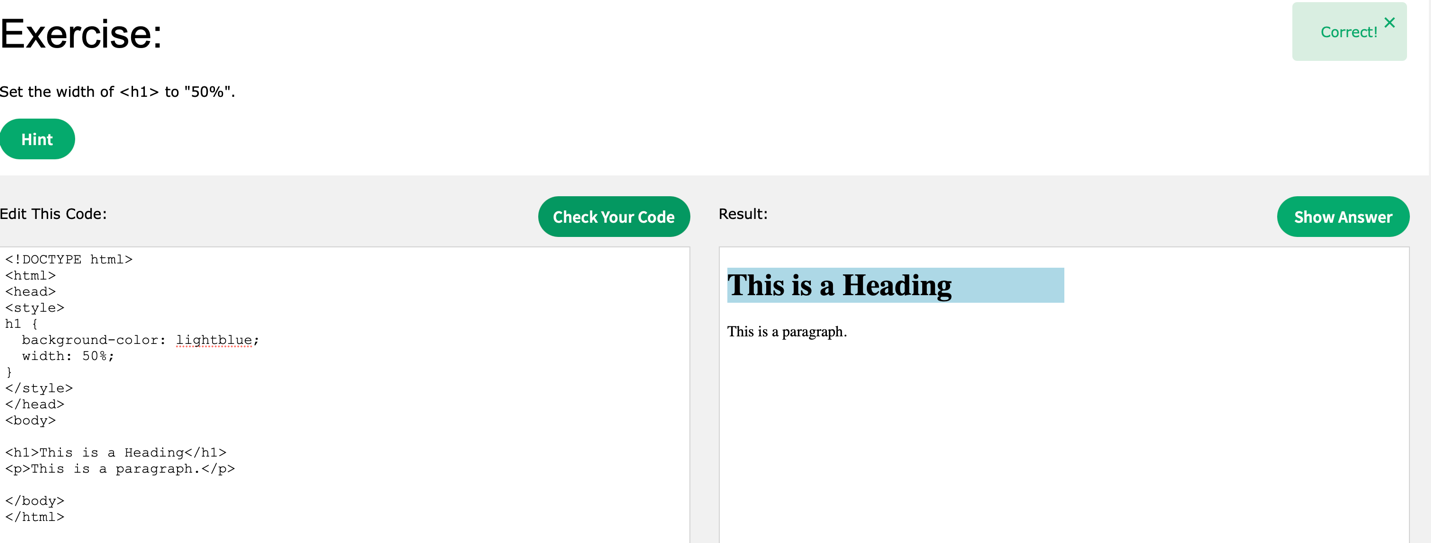 Exercise:
Correct! ×
Set the width of <h1> to "50%".
Hint
Edit This Code:
Check Your Code
Result:
Show Answer
<!DOCTYPE html>
<html>
<head>
<style>
h1 {
  background-color: lightblue;
  width: 50%;
}
</style>
</head>
<body>

<h1>This is a Heading</h1>
<p>This is a paragraph.</p>

</body>
</html>
This is a Heading
This is a paragraph.